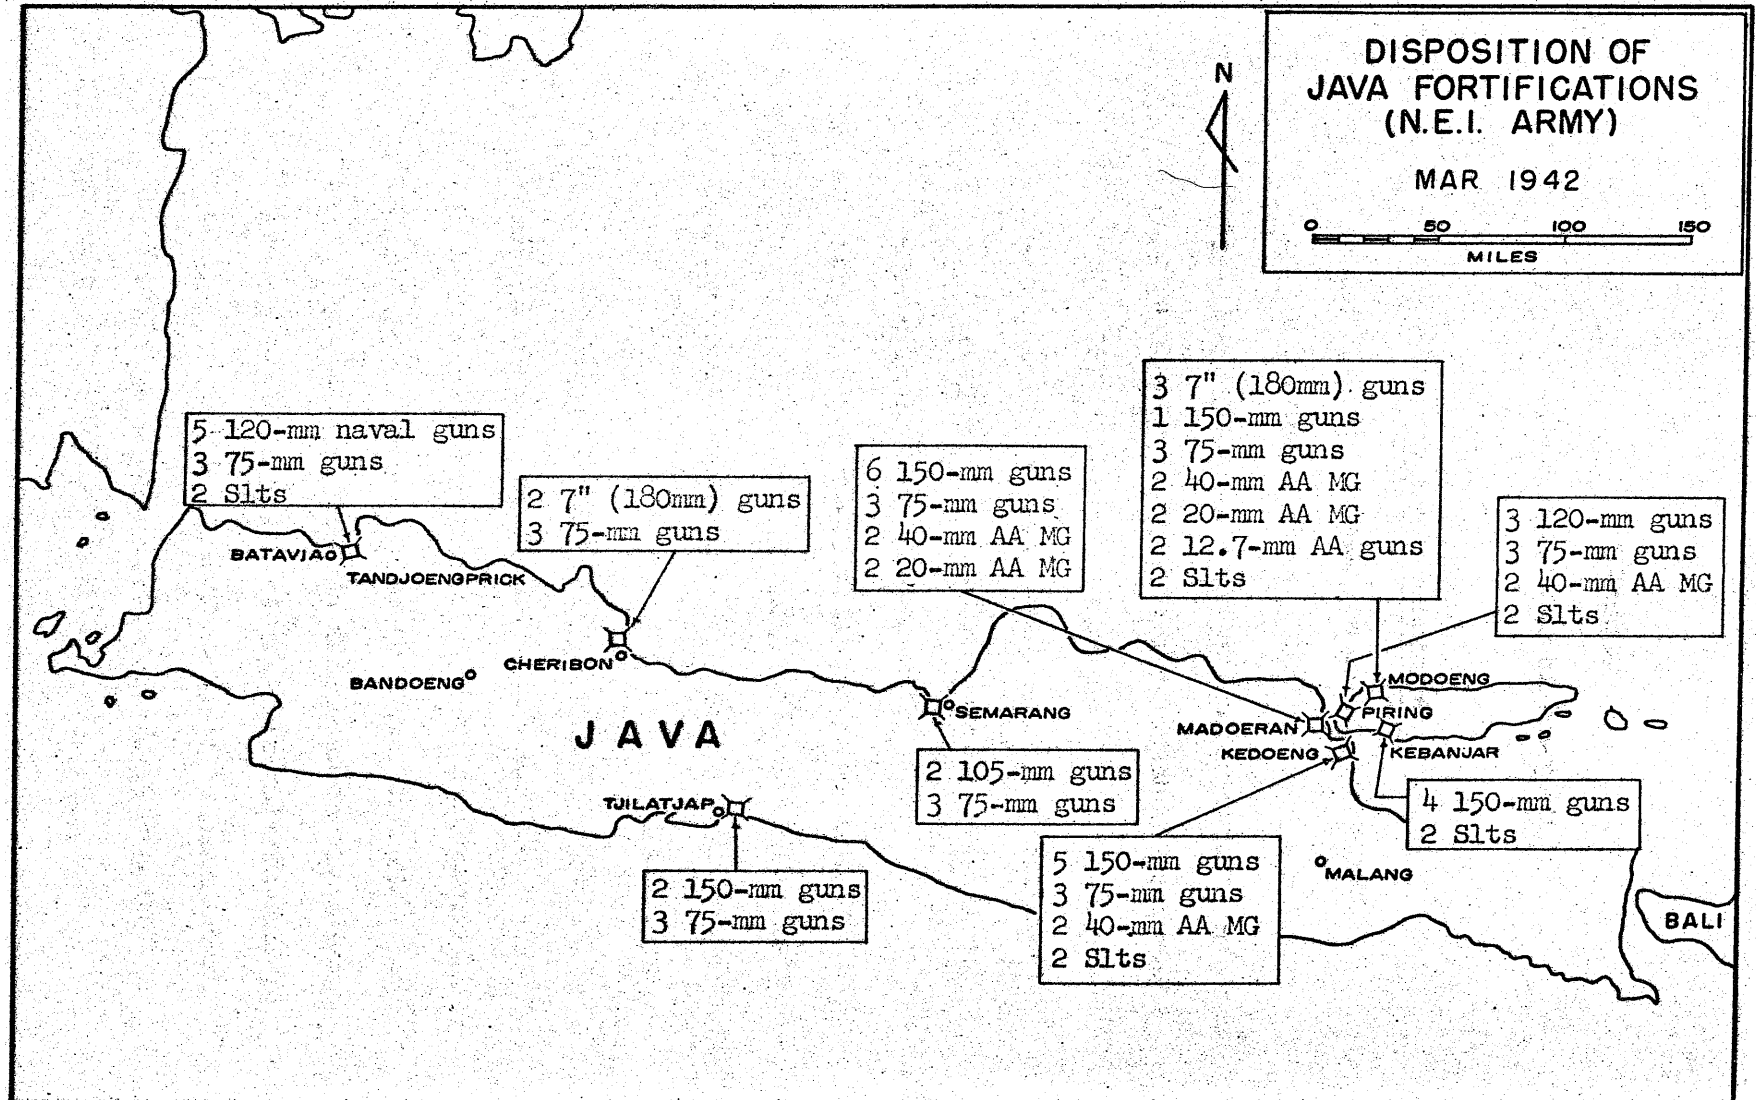 DISPOSITION OF
JAVA FORTIFICATIONS
(N.E.I. ARMY)
MAR 1942
0 50 100 150
MILES
N
5 120-mm naval guns
3 75-mm guns
2 Slts
2 7" (180mm) guns
3 75-mm guns
6 150-mm guns
3 75-mm guns
2 40-mm AA MG
2 20-mm AA MG
3 7" (180mm) guns
1 150-mm guns
3 75-mm guns
2 40-mm AA MG
2 20-mm AA MG
2 12.7-mm AA guns
2 Slts
3 120-mm guns
3 75-mm guns
2 40-mm AA MG
2 Slts
BATAVIA
TANDJOENGPRICK
CHERIBON
BANDOENG
JAVA
SEMARANG
MODOENG
PIRING
MADOERAN
KEDOENG
KEBANJAR
TJILATJAP
2 105-mm guns
3 75-mm guns
4 150-mm guns
2 Slts
2 150-mm guns
3 75-mm guns
5 150-mm guns
3 75-mm guns
2 40-mm AA MG
2 Slts
MALANG
BALI